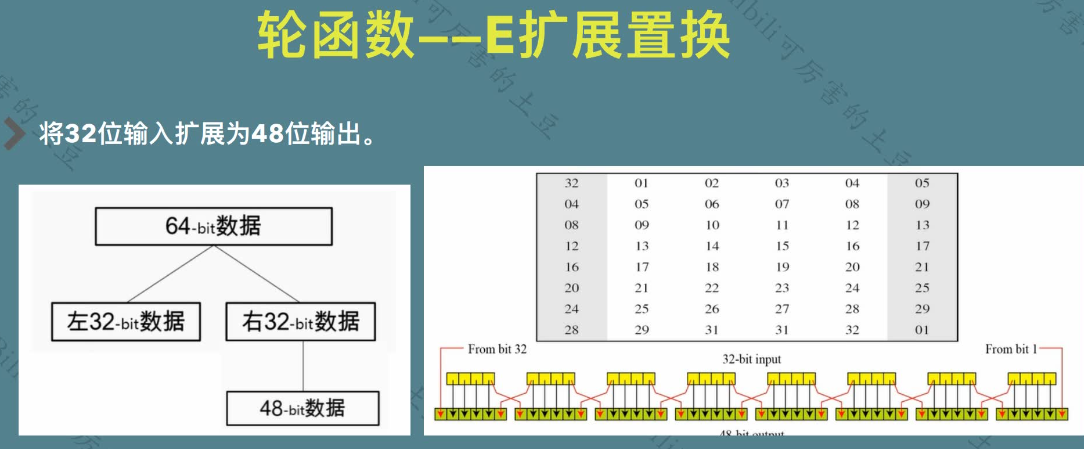 轮函数——E扩展置换
将32位输入扩展为48位输出。
64-bit数据
左32-bit数据 右32-bit数据
48-bit数据
32 01 02 03 04 05
04 05 06 07 08 09
08 09 10 11 12 13
12 13 14 15 16 17
16 17 18 19 20 21
20 21 22 23 24 25
24 25 26 27 28 29
28 29 31 31 32 01
From bit 32
32-bit input
From bit 1
48-bit output
bilibili可厉害的土豆